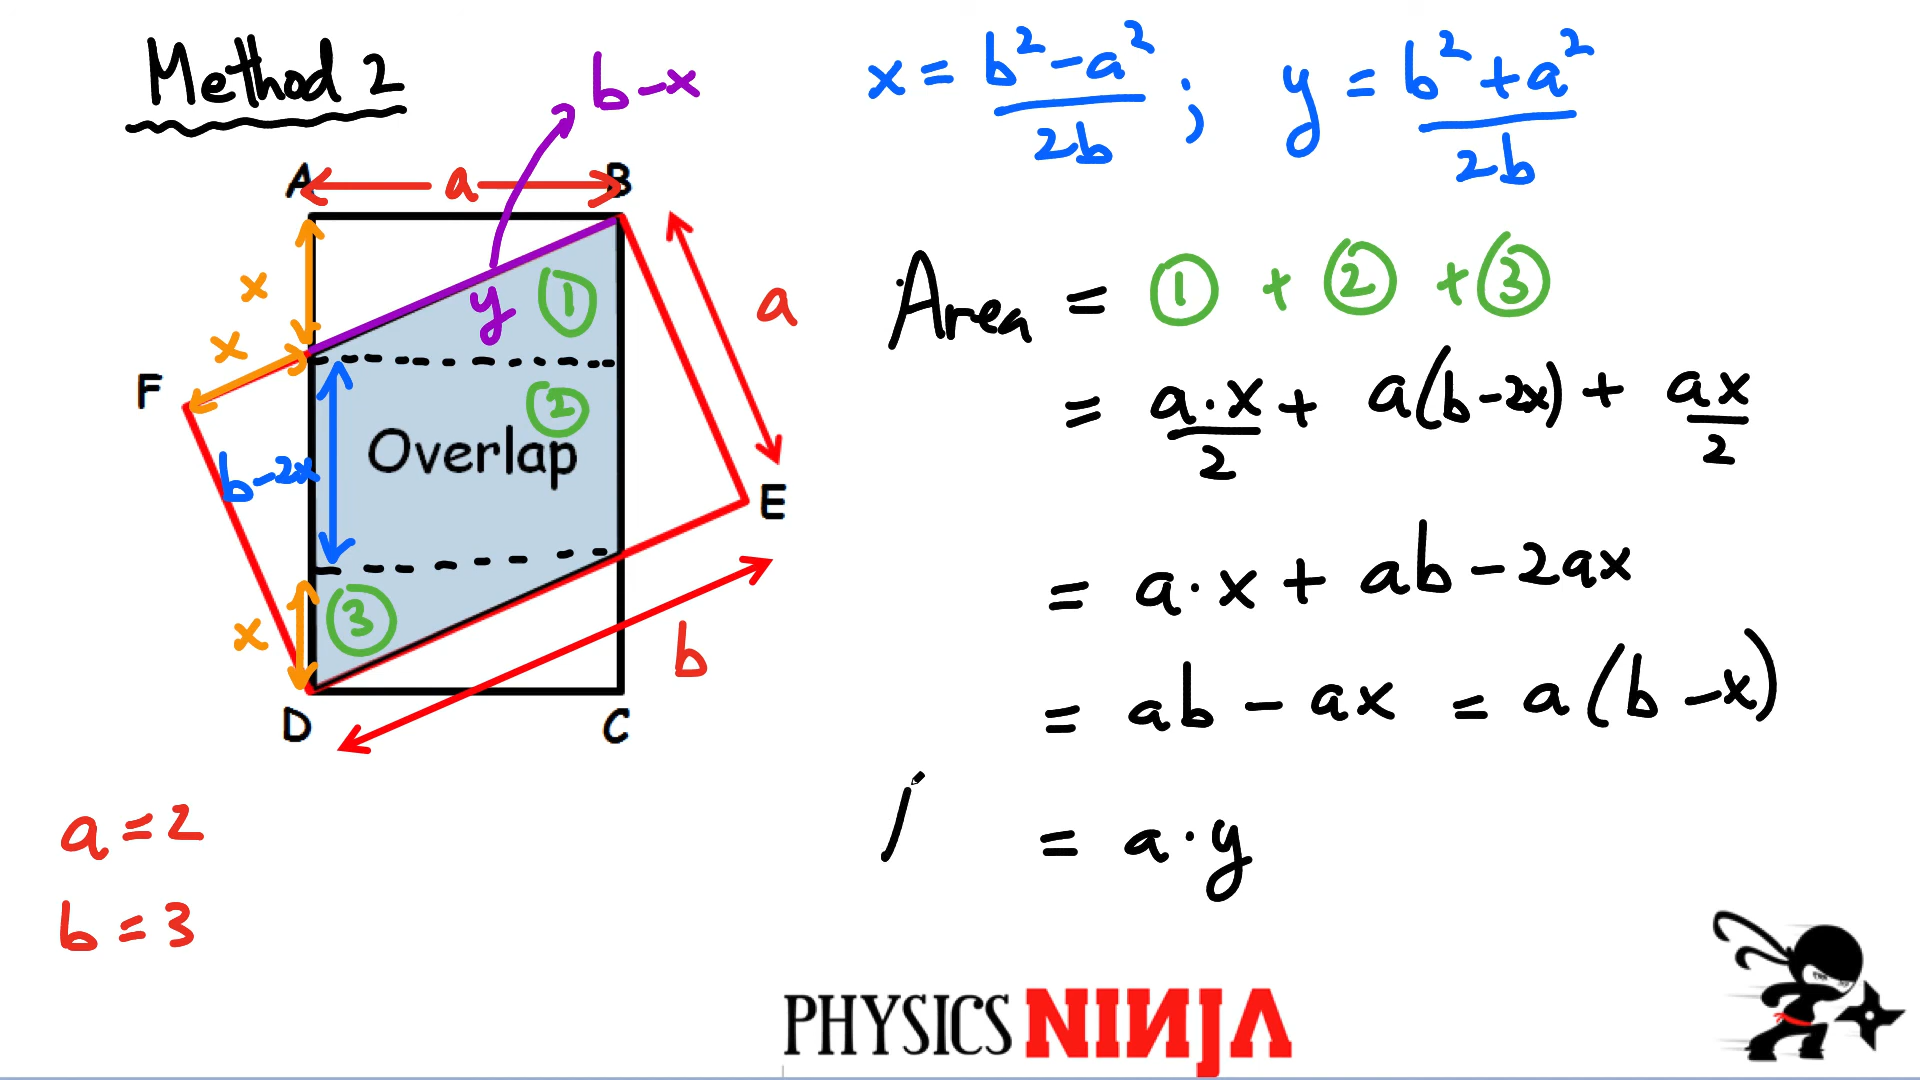 Method 2
b-x
x = b² - a² / 2b ; y = b² + a² / 2b
A a B
x
y ①
a
x
F
②
b-2x Overlap
E
③
x
b
D C
a = 2
b = 3
Area = ① + ② + ③
= a·x/2 + a(b-2x) + ax/2
= a·x + ab - 2ax
= ab - ax = a(b-x)
= a·y
PHYSICS NINJA